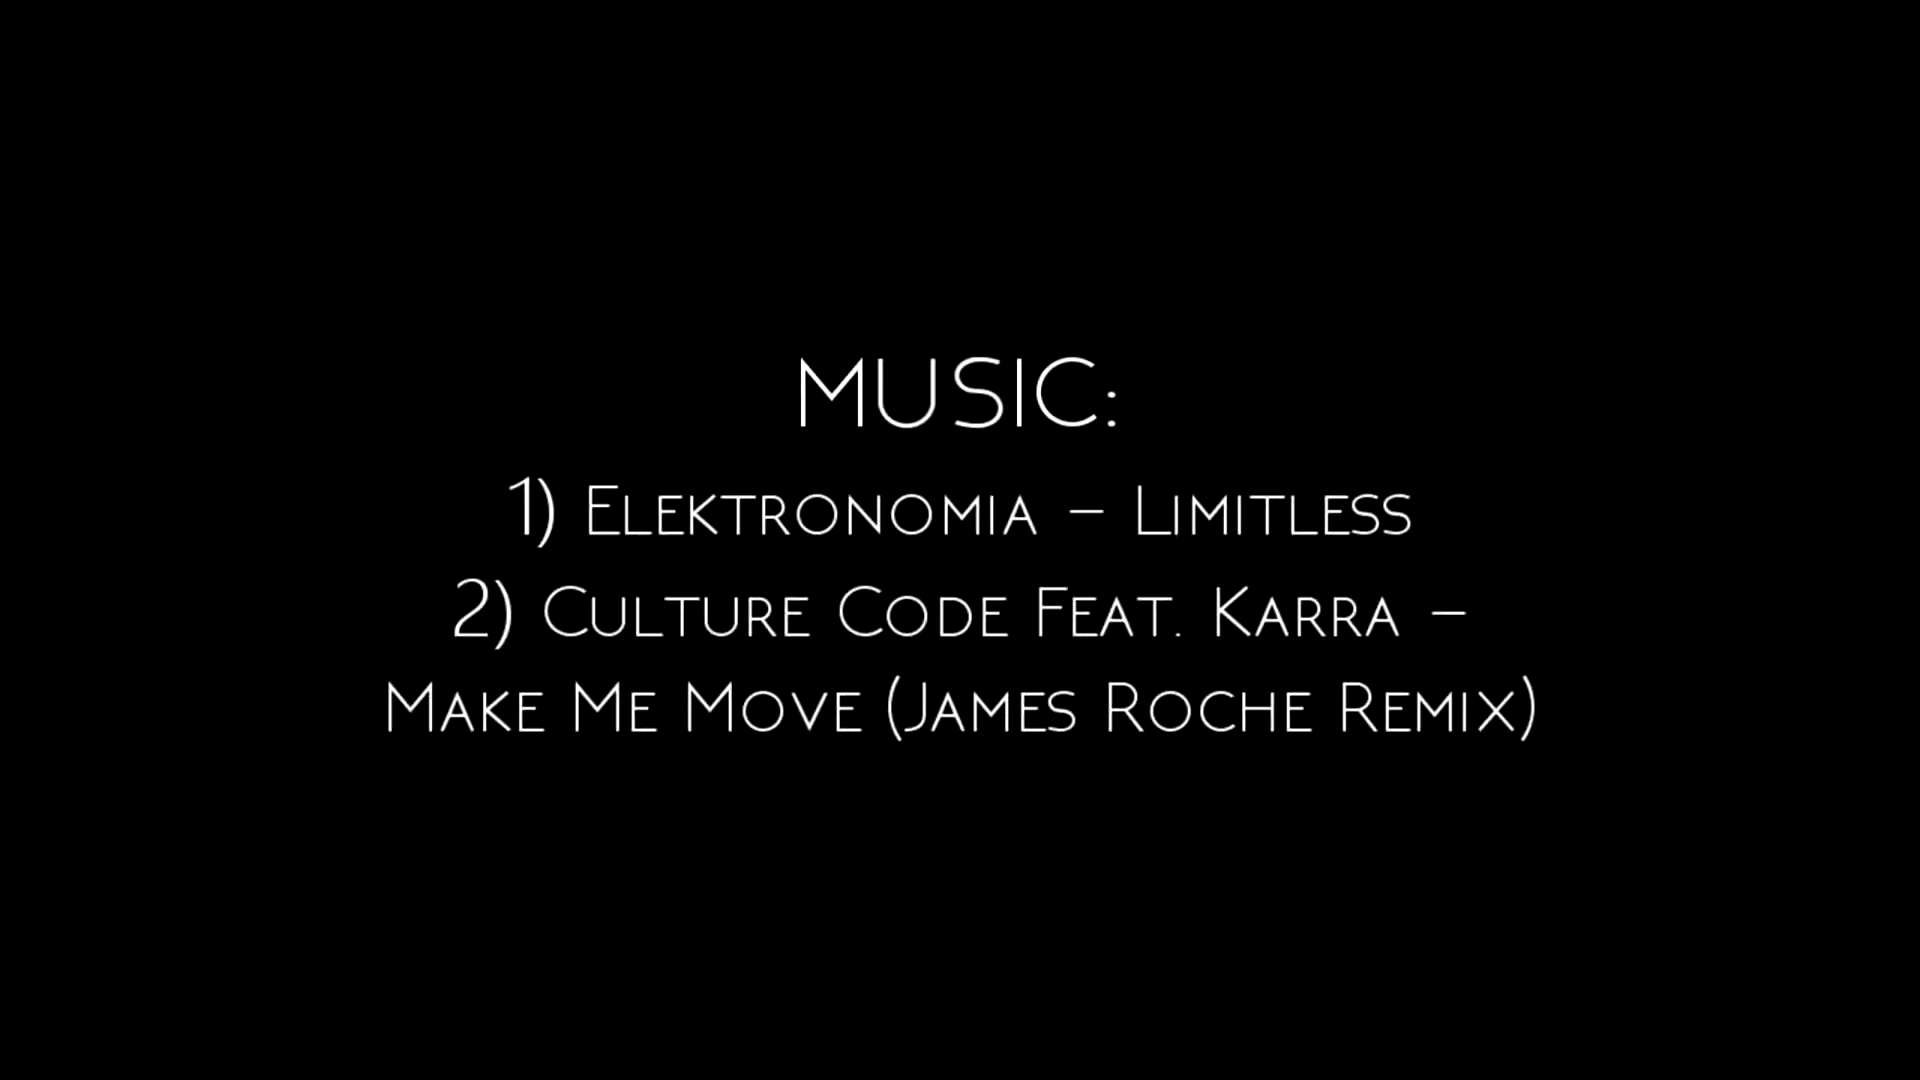 MUSIC:
1) Elektronomia – Limitless
2) Culture Code Feat. Karra –
Make Me Move (James Roche Remix)